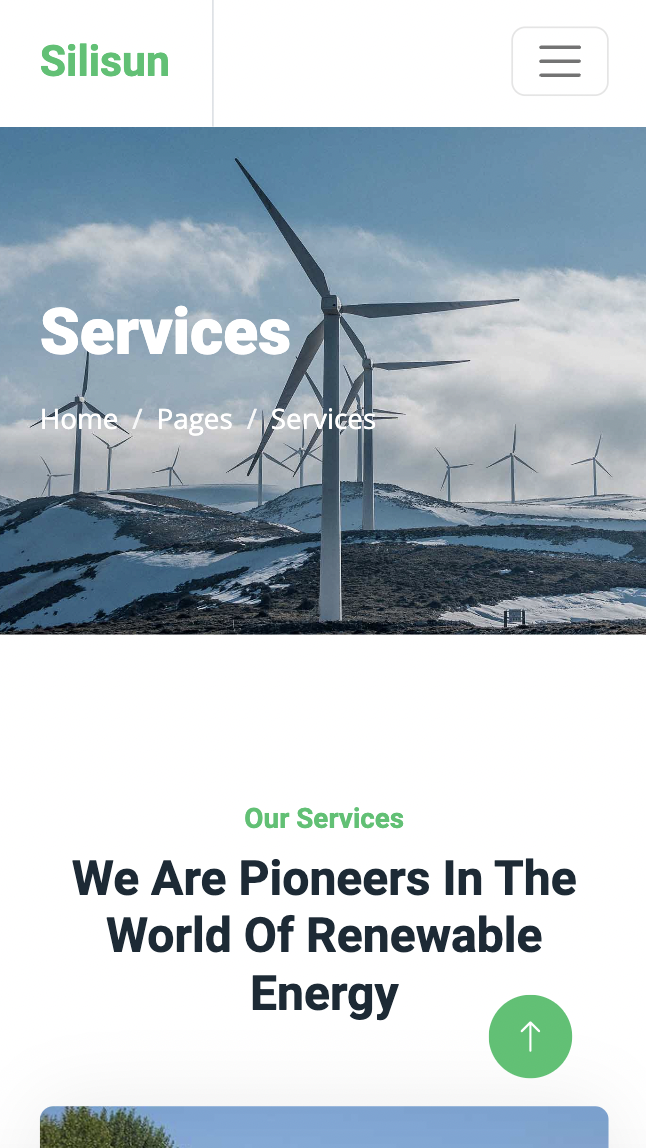 Silisun
Services
Home / Pages / Services
Our Services
We Are Pioneers In The
World Of Renewable
Energy